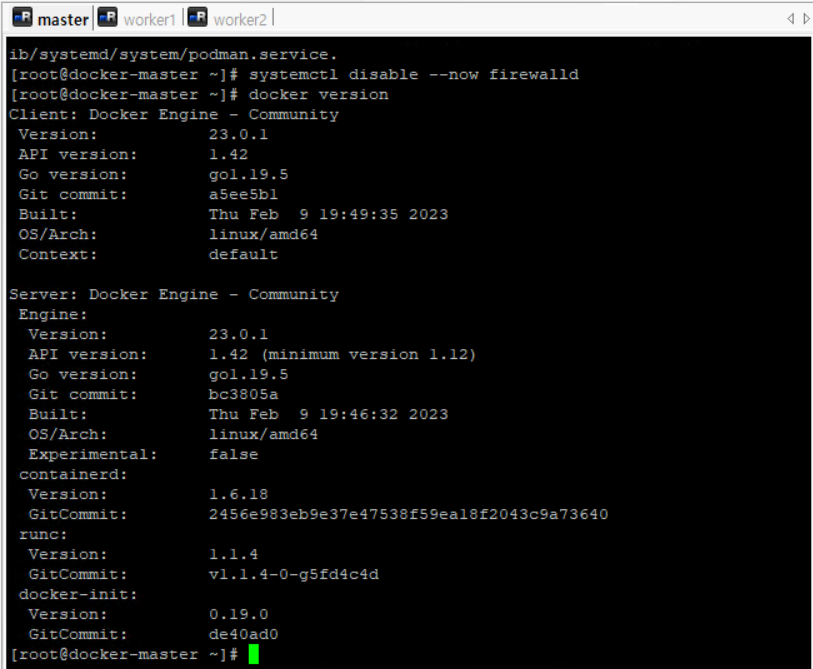 master worker1 worker2
ib/systemd/system/podman.service.
[root@docker-master ~]# systemctl disable --now firewalld
[root@docker-master ~]# docker version
Client: Docker Engine - Community
Version: 23.0.1
API version: 1.42
Go version: go1.19.5
Git commit: a5ee5b1
Built: Thu Feb  9 19:49:35 2023
OS/Arch: linux/amd64
Context: default
Server: Docker Engine - Community
Engine:
Version: 23.0.1
API version: 1.42 (minimum version 1.12)
Go version: go1.19.5
Git commit: bc3805a
Built: Thu Feb  9 19:46:32 2023
OS/Arch: linux/amd64
Experimental: false
containerd:
Version: 1.6.18
GitCommit: 2456e983eb9e37e47538f59ea18f2043c9a73640
runc:
Version: 1.1.4
GitCommit: v1.1.4-0-g5fd4c4d
docker-init:
Version: 0.19.0
GitCommit: de40ad0
[root@docker-master ~]#